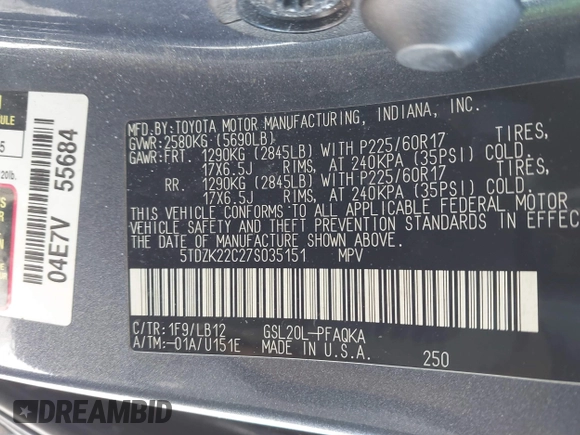 MFD.BY:TOYOTA MOTOR MANUFACTURING, INDIANA, INC.
GVWR:2580KG (5690LB)
GAWR:FRT. 1290KG (2845LB) WITH P225/60R17 TIRES,
17X6.5J RIMS, AT 240KPA (35PSI) COLD.
RR. 1290KG (2845LB) WITH P225/60R17 TIRES,
17X6.5J RIMS, AT 240KPA (35PSI) COLD.
THIS VEHICLE CONFORMS TO ALL APPLICABLE FEDERAL MOTOR
VEHICLE SAFETY AND THEFT PREVENTION STANDARDS IN EFFEC
DATE OF MANUFACTURE SHOWN ABOVE.
5TDZK22C27S035151 MPV
C/TR:1F9/LB12 GSL20L-PFAQKA
A/TM:-01A/U151E MADE IN U.S.A. 250
04E7V 55684
20lb.
DREAMBID